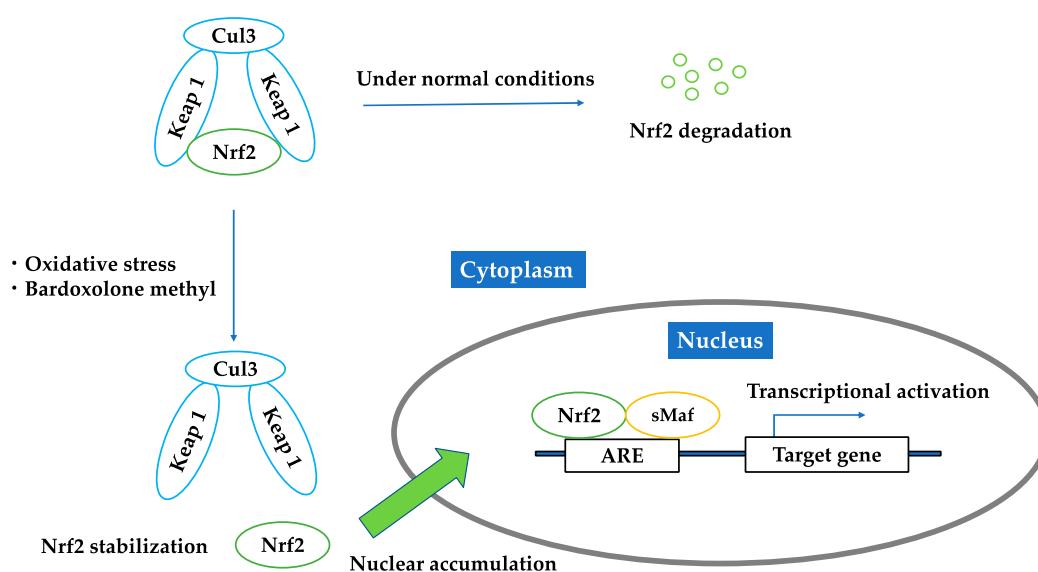 Cul3
Keap 1
Keap 1
Nrf2
Under normal conditions
Nrf2 degradation
・Oxidative stress
・Bardoxolone methyl
Cytoplasm
Nucleus
Cul3
Keap 1
Keap 1
Transcriptional activation
Nrf2
sMaf
ARE
Target gene
Nrf2 stabilization
Nrf2
Nuclear accumulation